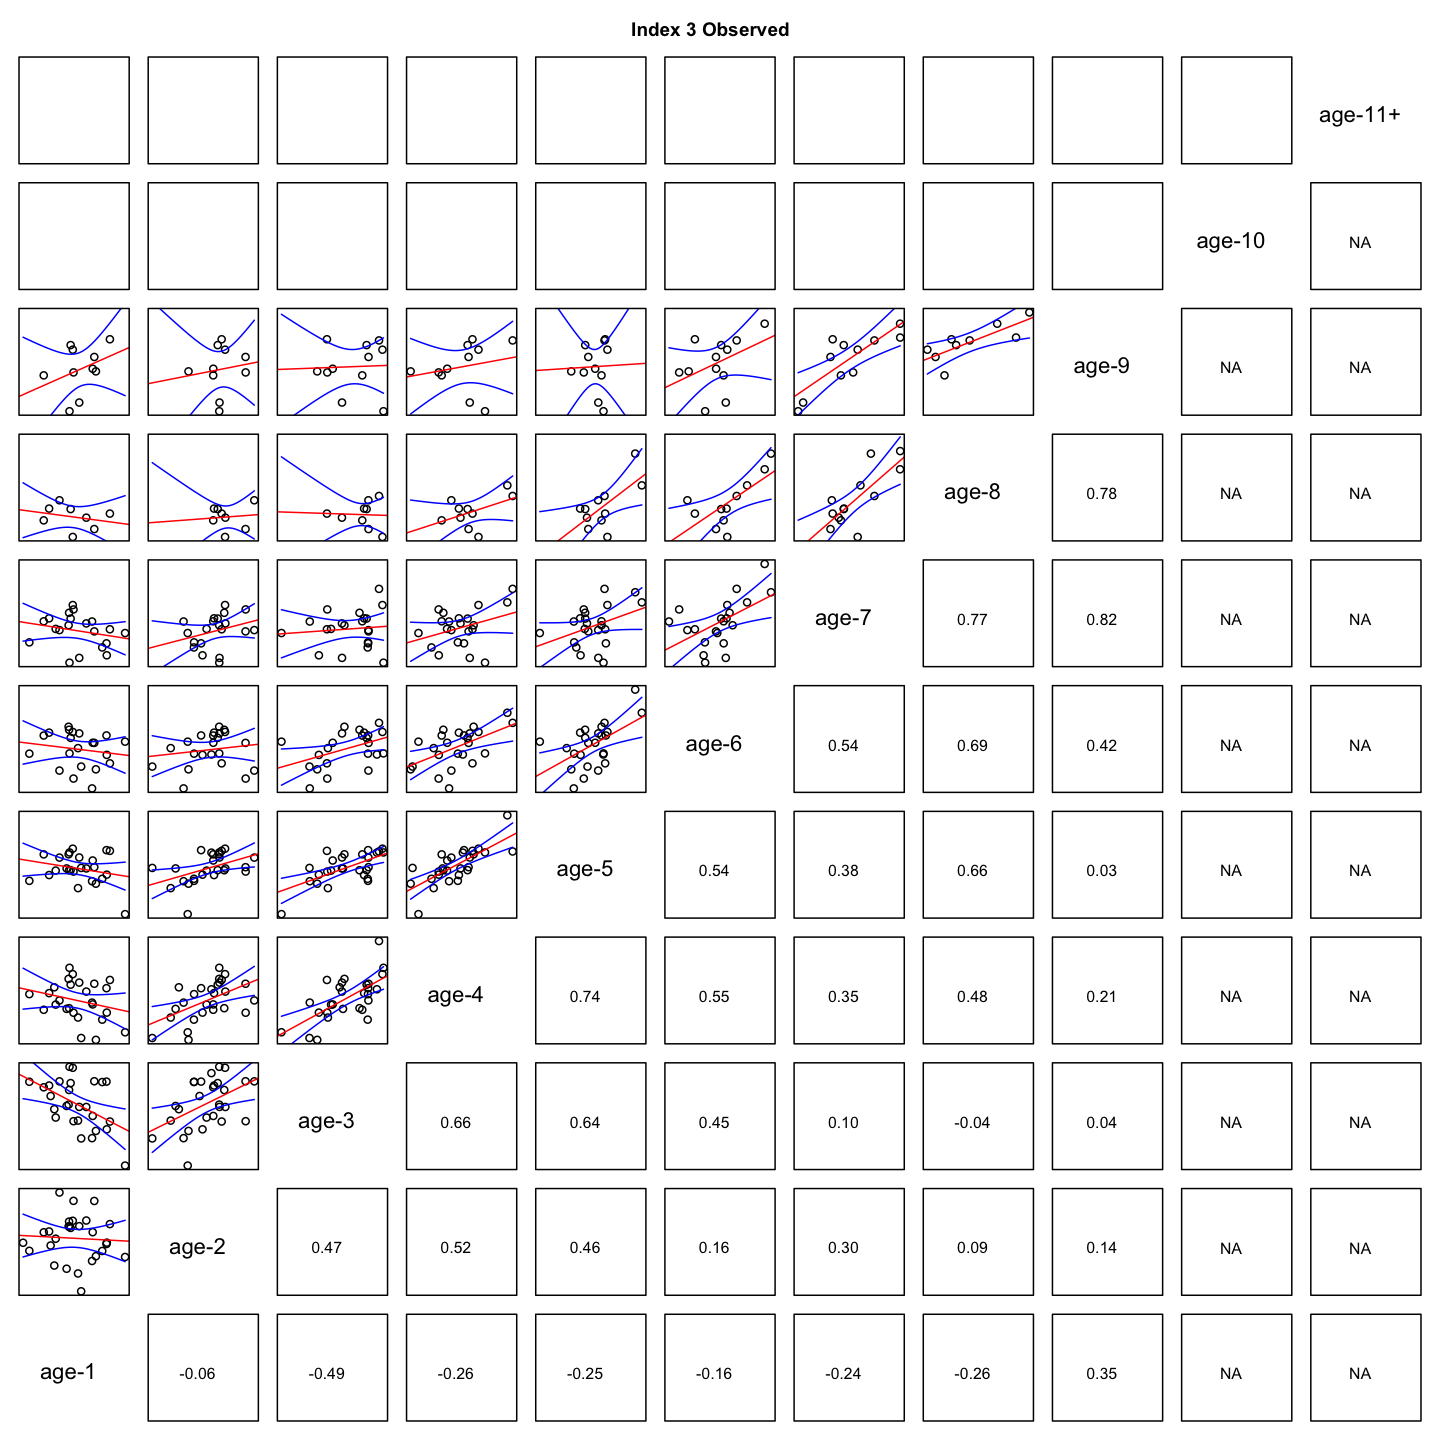 Index 3 Observed
age-11+
age-10 NA
age-9 NA NA
age-8 0.78 NA NA
age-7 0.77 0.82 NA NA
age-6 0.54 0.69 0.42 NA NA
age-5 0.54 0.38 0.66 0.03 NA NA
age-4 0.74 0.55 0.35 0.48 0.21 NA NA
age-3 0.66 0.64 0.45 0.10 -0.04 0.04 NA NA
age-2 0.47 0.52 0.46 0.16 0.30 0.09 0.14 NA NA
age-1 -0.06 -0.49 -0.26 -0.25 -0.16 -0.24 -0.26 0.35 NA NA